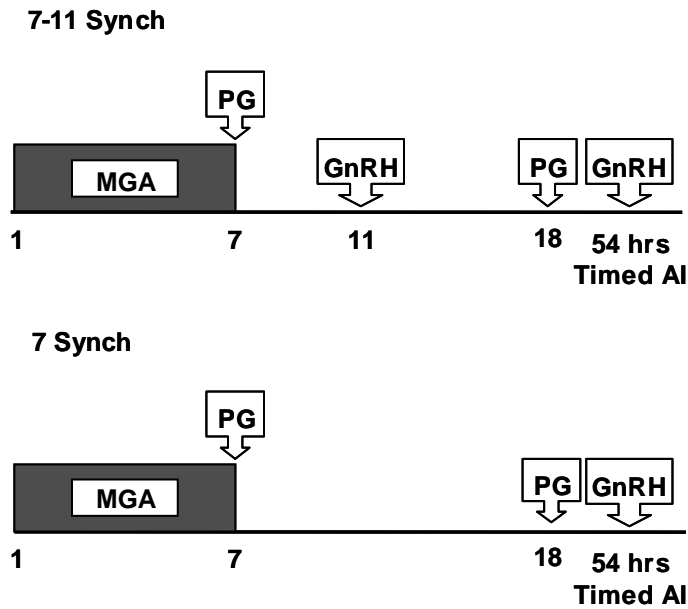 7-11 Synch
PG
MGA
GnRH
PG
GnRH
1
7
11
18
54 hrs
Timed AI
7 Synch
PG
MGA
PG
GnRH
1
7
18
54 hrs
Timed AI